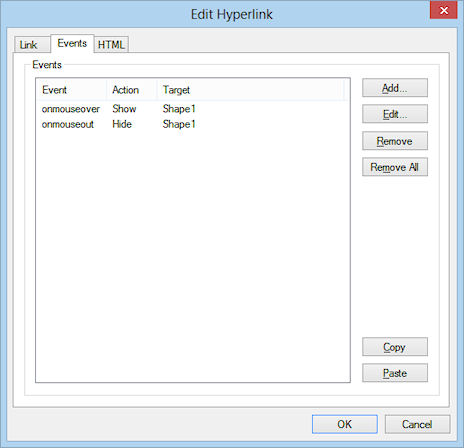 Edit Hyperlink
Link Events HTML
Events
Event Action Target
onmouseover Show Shape1
onmouseout Hide Shape1
Add...
Edit...
Remove
Remove All
Copy
Paste
OK Cancel